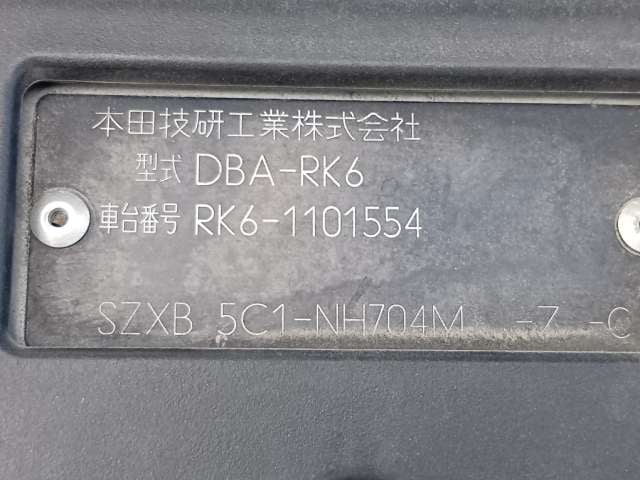 本田技研工業株式会社
型式 DBA-RK6
車台番号 RK6-1101554
SZXB 5C1-NH704M -Z -C